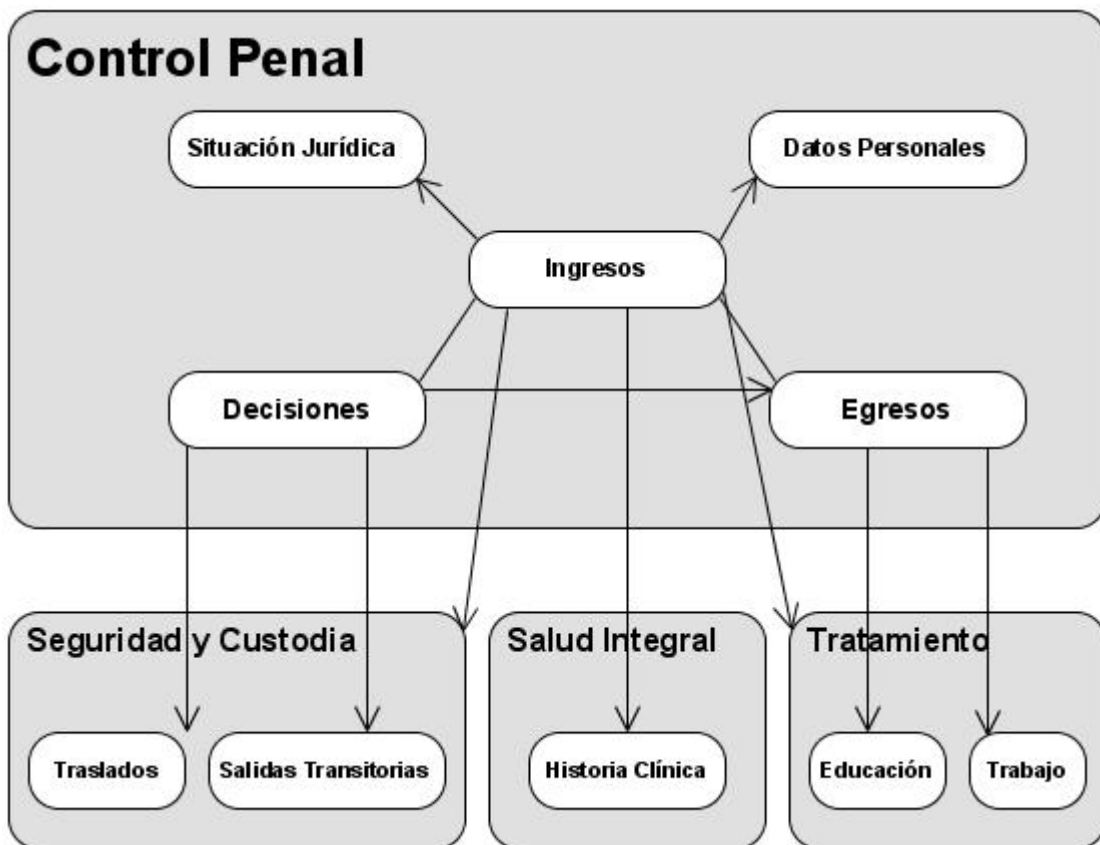 Control Penal
Situación Jurídica
Datos Personales
Ingresos
Decisiones
Egresos
Seguridad y Custodia
Salud Integral
Tratamiento
Traslados
Salidas Transitorias
Historia Clínica
Educación
Trabajo